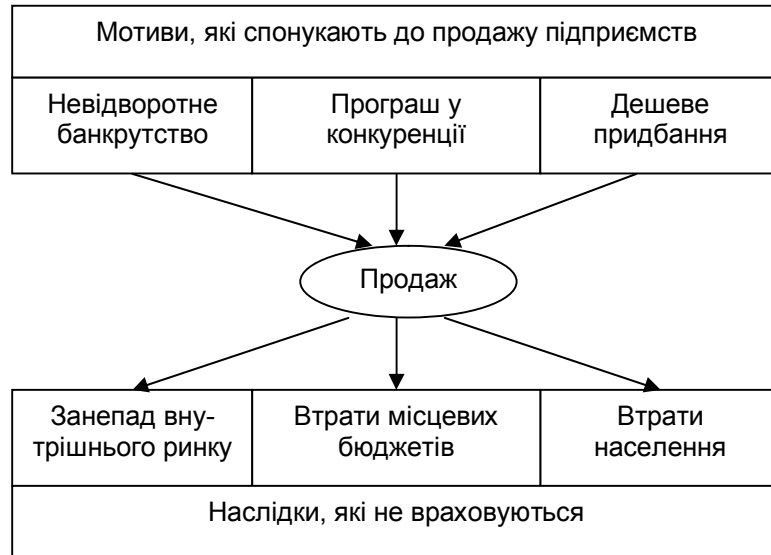 Мотиви, які спонукають до продажу підприємств
Невідворотне
банкрутство
Програш у
конкуренції
Дешеве
придбання
Продаж
Занепад вну-
трішнього ринку
Втрати місцевих
бюджетів
Втрати
населення
Наслідки, які не враховуються